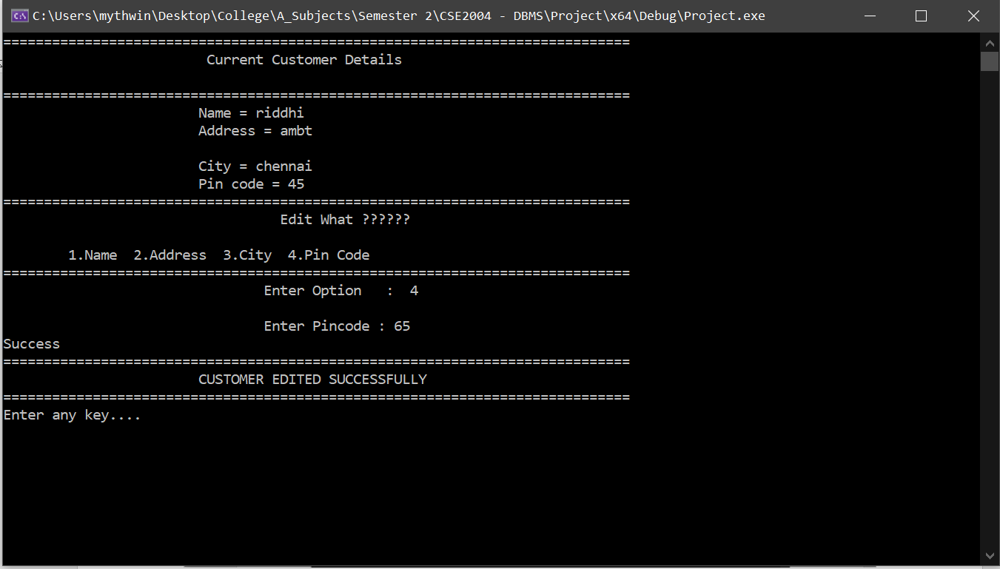 C:\Users\mythwin\Desktop\College\A_Subjects\Semester 2\CSE2004 - DBMS\Project\x64\Debug\Project.exe
=============================================================================
Current Customer Details
=============================================================================
Name = riddhi
Address = ambt
City = chennai
Pin code = 45
=============================================================================
Edit What ??????
1.Name  2.Address  3.City  4.Pin Code
=============================================================================
Enter Option   :  4
Enter Pincode : 65
Success
=============================================================================
CUSTOMER EDITED SUCCESSFULLY
=============================================================================
Enter any key....